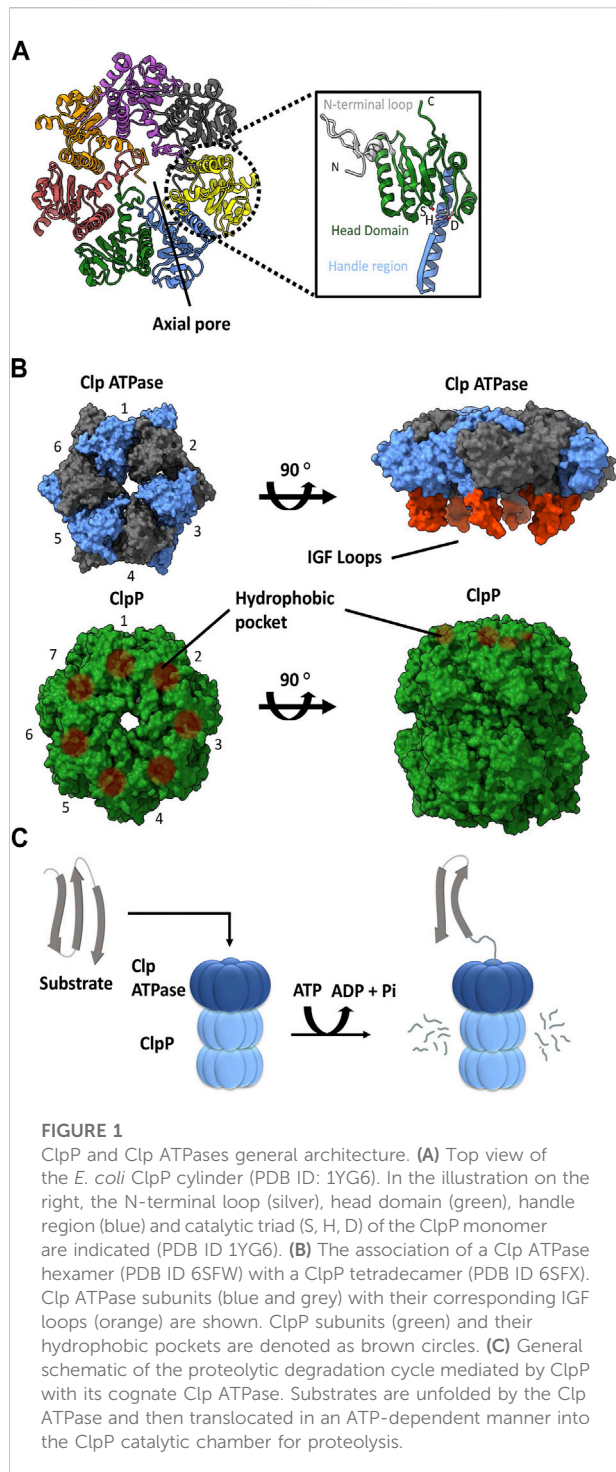 A
N-terminal loop
C
N
S
H
D
Head Domain
Handle region
Axial pore
B
Clp ATPase
1
2
3
4
5
6
90 °
Clp ATPase
IGF Loops
ClpP
Hydrophobic
pocket
1
2
3
4
5
6
7
90 °
ClpP
C
Substrate
Clp
ATPase
ClpP
ATP
ADP + Pi
FIGURE 1
ClpP and Clp ATPases general architecture. (A) Top view of
the E. coli ClpP cylinder (PDB ID: 1YG6). In the illustration on the
right, the N-terminal loop (silver), head domain (green), handle
region (blue) and catalytic triad (S, H, D) of the ClpP monomer
are indicated (PDB ID 1YG6). (B) The association of a Clp ATPase
hexamer (PDB ID 6SFW) with a ClpP tetradecamer (PDB ID 6SFX).
Clp ATPase subunits (blue and grey) with their corresponding IGF
loops (orange) are shown. ClpP subunits (green) and their
hydrophobic pockets are denoted as brown circles. (C) General
schematic of the proteolytic degradation cycle mediated by ClpP
with its cognate Clp ATPase. Substrates are unfolded by the Clp
ATPase and then translocated in an ATP-dependent manner into
the ClpP catalytic chamber for proteolysis.